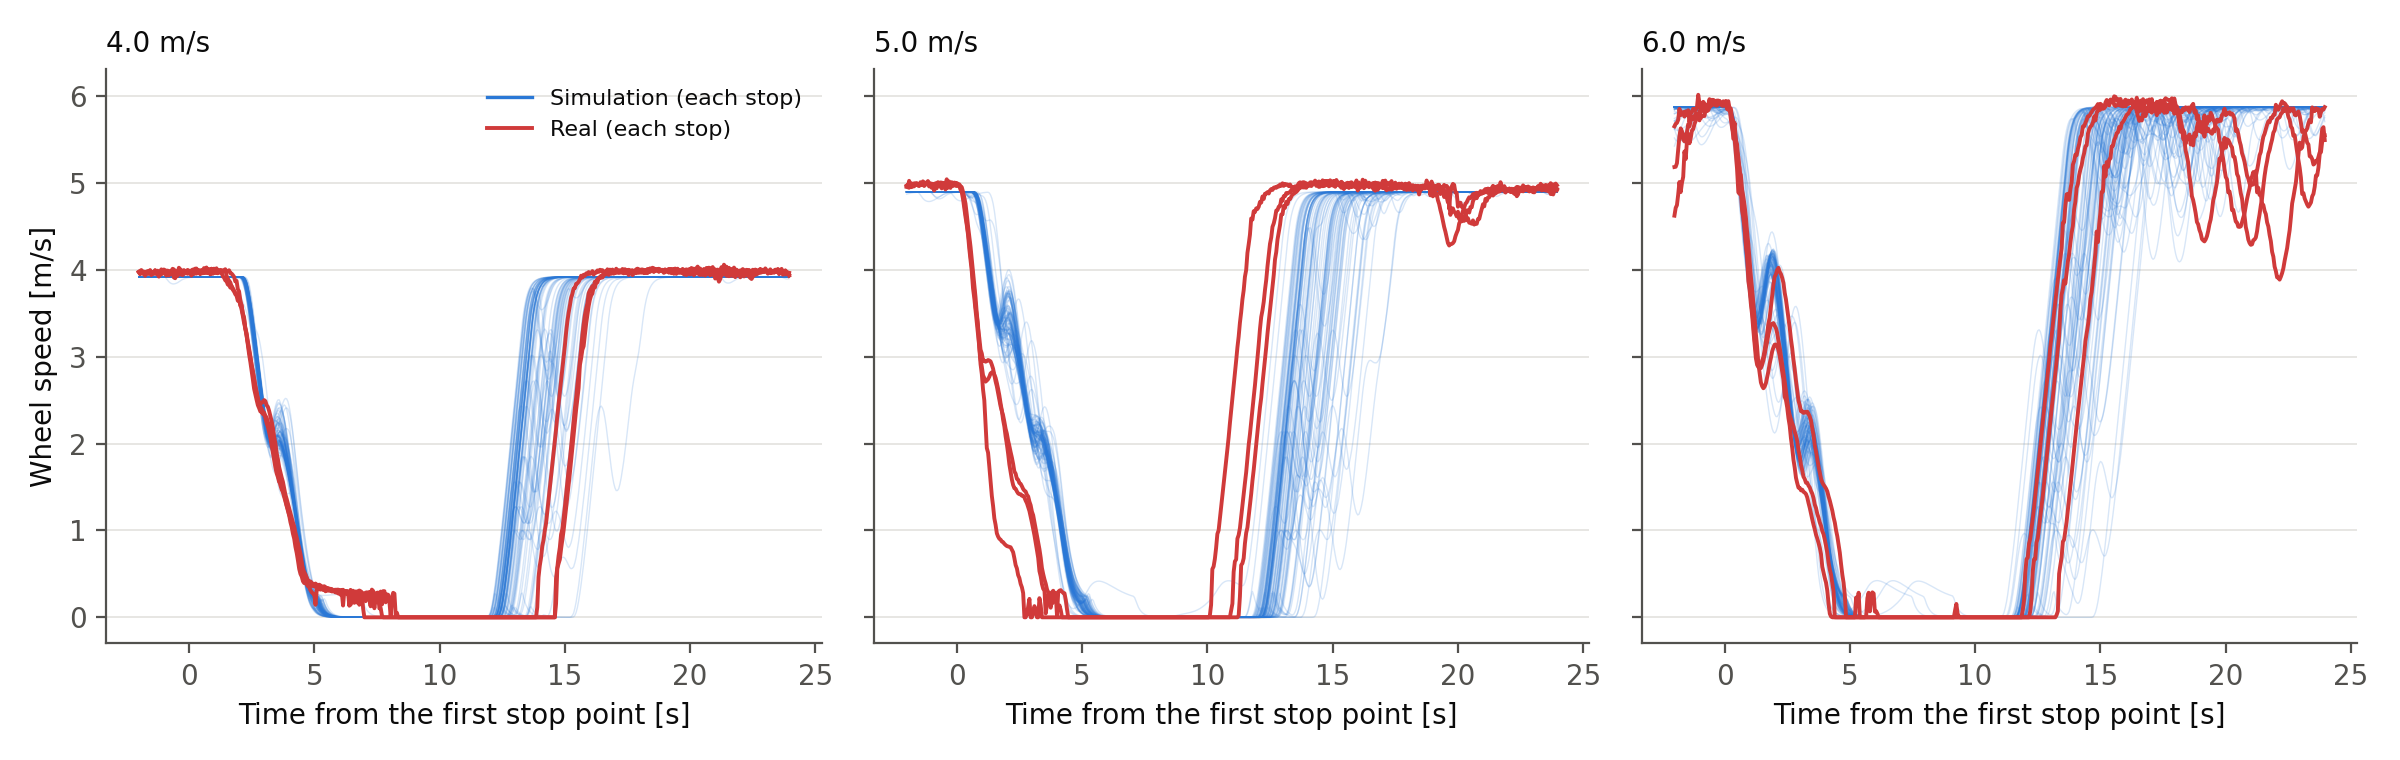 4.0 m/s
5.0 m/s
6.0 m/s
Simulation (each stop)
Real (each stop)
Wheel speed [m/s]
6
5
4
3
2
1
0
0 5 10 15 20 25
0 5 10 15 20 25
0 5 10 15 20 25
Time from the first stop point [s]
Time from the first stop point [s]
Time from the first stop point [s]